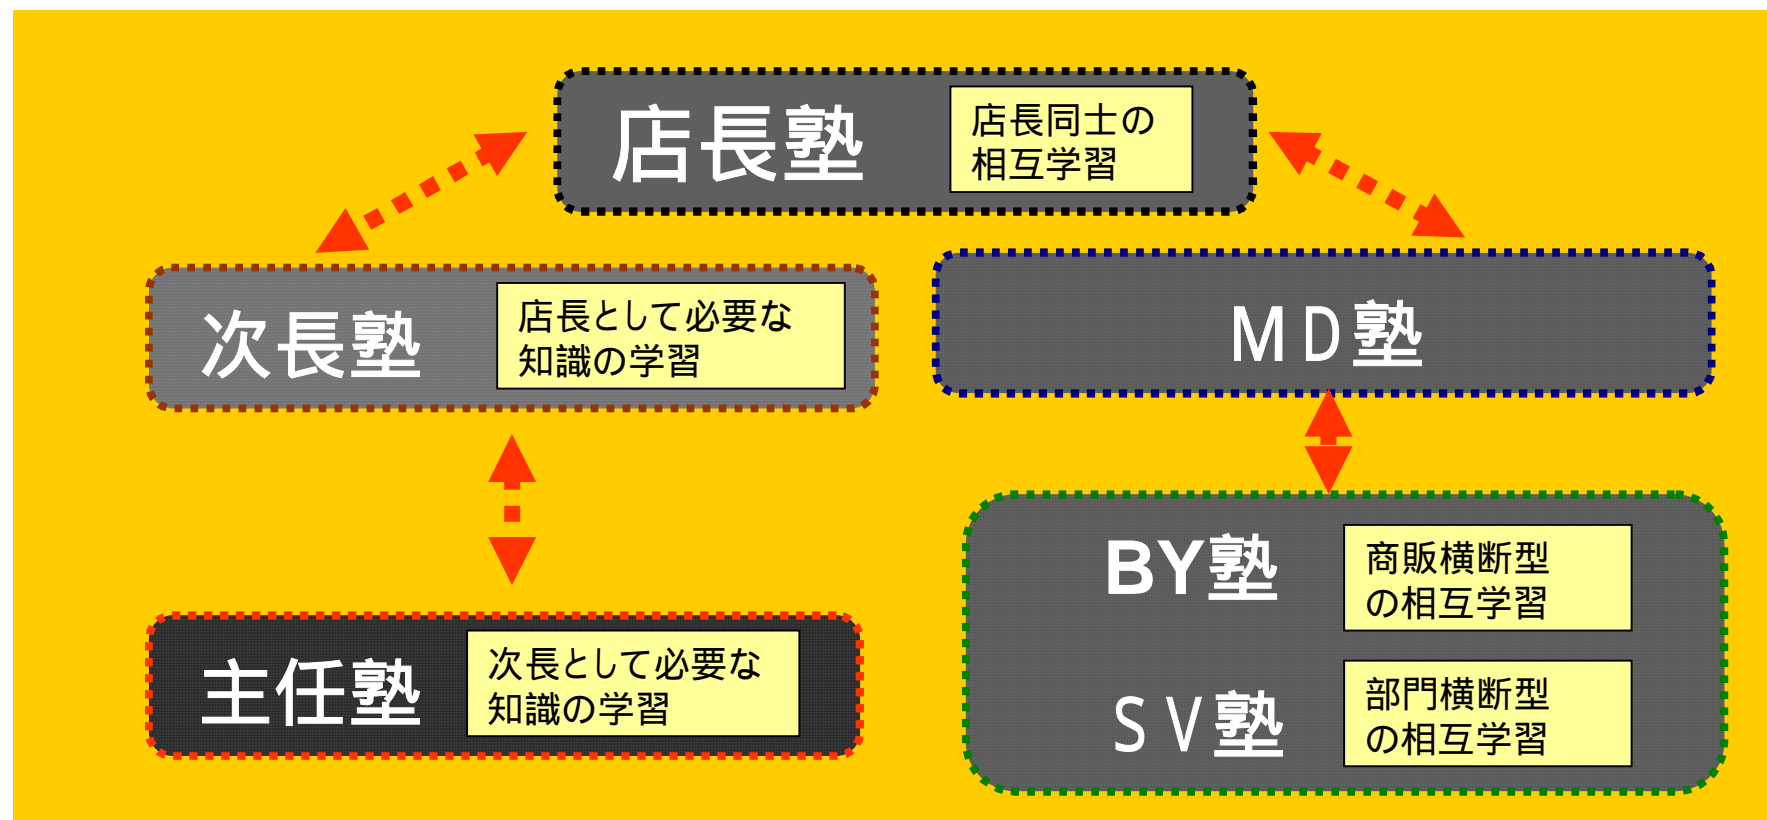 店長塾
店長同士の
相互学習
次長塾
店長として必要な
知識の学習
ＭＤ塾
主任塾
次長として必要な
知識の学習
BY塾
商販横断型
の相互学習
ＳＶ塾
部門横断型
の相互学習